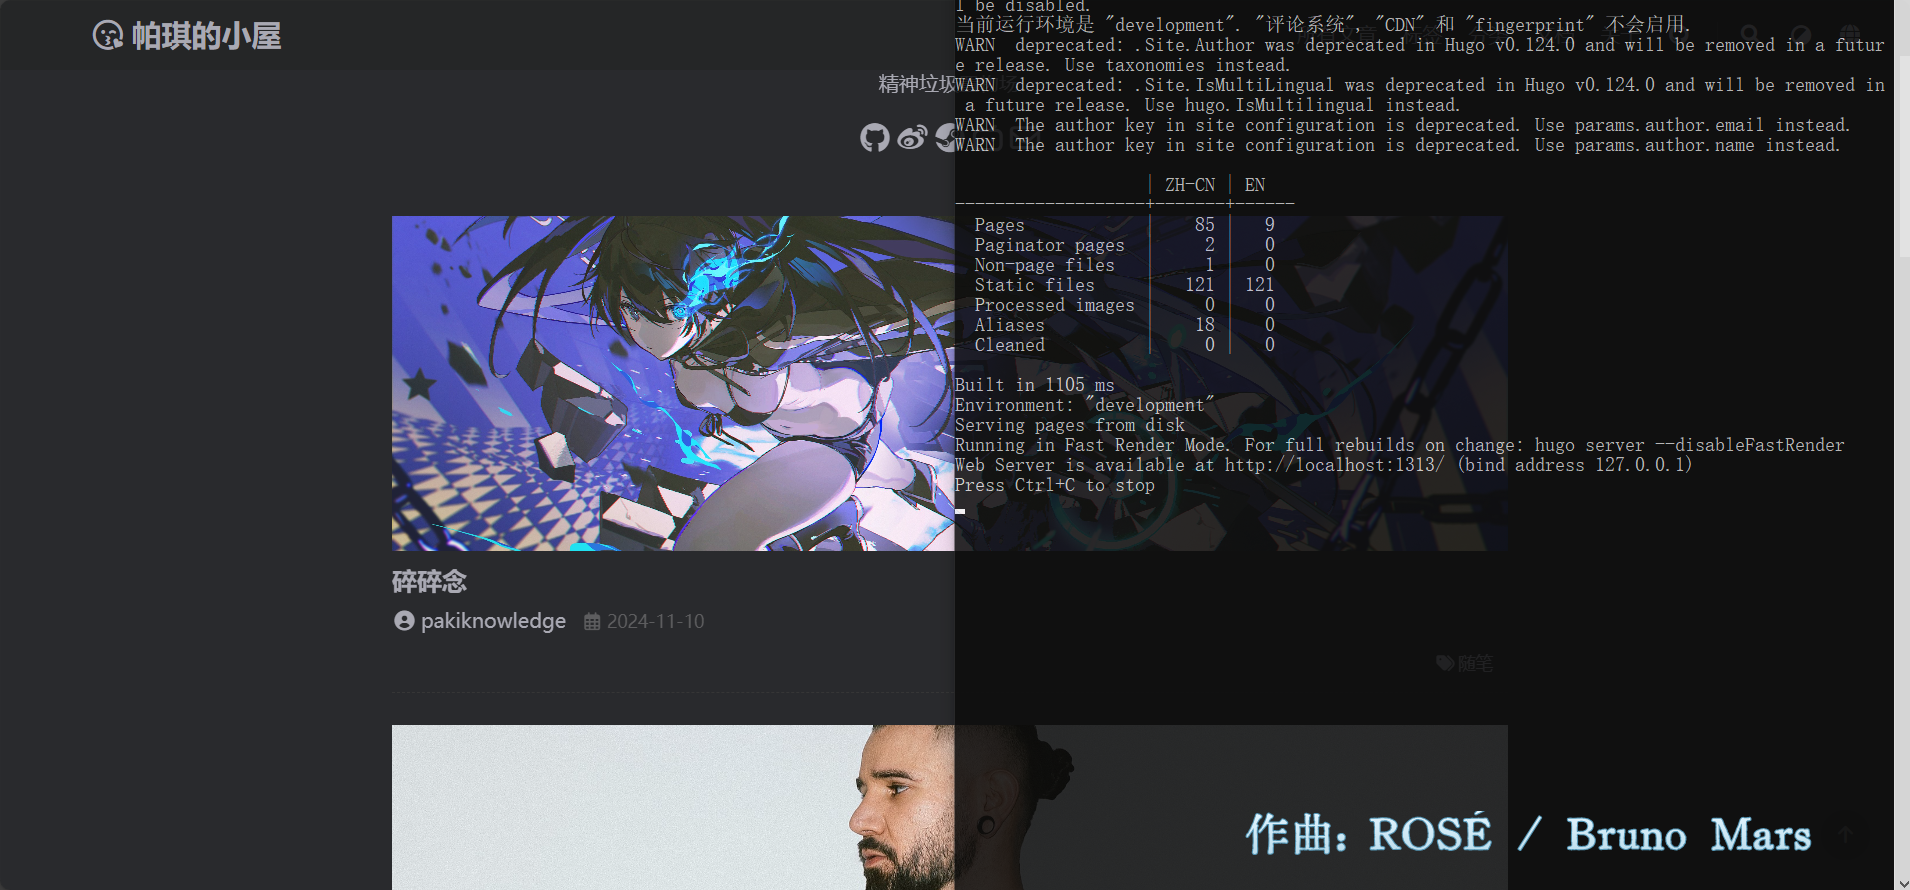 帕琪的小屋
精神垃圾
l be disabled.
当前运行环境是 "development". "评论系统", "CDN" 和 "fingerprint" 不会启用.
WARN  deprecated: .Site.Author was deprecated in Hugo v0.124.0 and will be removed in a futur
e release. Use taxonomies instead.
WARN  deprecated: .Site.IsMultiLingual was deprecated in Hugo v0.124.0 and will be removed in
 a future release. Use hugo.IsMultilingual instead.
WARN  The author key in site configuration is deprecated. Use params.author.email instead.
WARN  The author key in site configuration is deprecated. Use params.author.name instead.
| ZH-CN | EN
-------------------+-------+------
Pages | 85 | 9
Paginator pages | 2 | 0
Non-page files | 1 | 0
Static files | 121 | 121
Processed images | 0 | 0
Aliases | 18 | 0
Cleaned | 0 | 0
Built in 1105 ms
Environment: "development"
Serving pages from disk
Running in Fast Render Mode. For full rebuilds on change: hugo server --disableFastRender
Web Server is available at http://localhost:1313/ (bind address 127.0.0.1)
Press Ctrl+C to stop
碎碎念
pakiknowledge 2024-11-10
随笔
作曲: ROSÉ / Bruno Mars